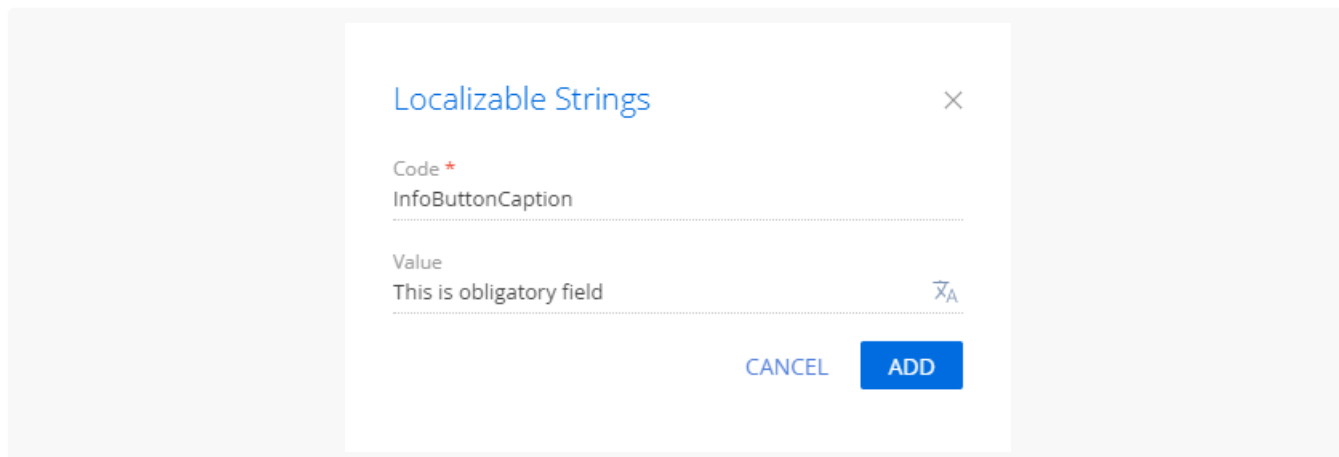 Localizable Strings
Code *
InfoButtonCaption
Value
This is obligatory field
CANCEL ADD